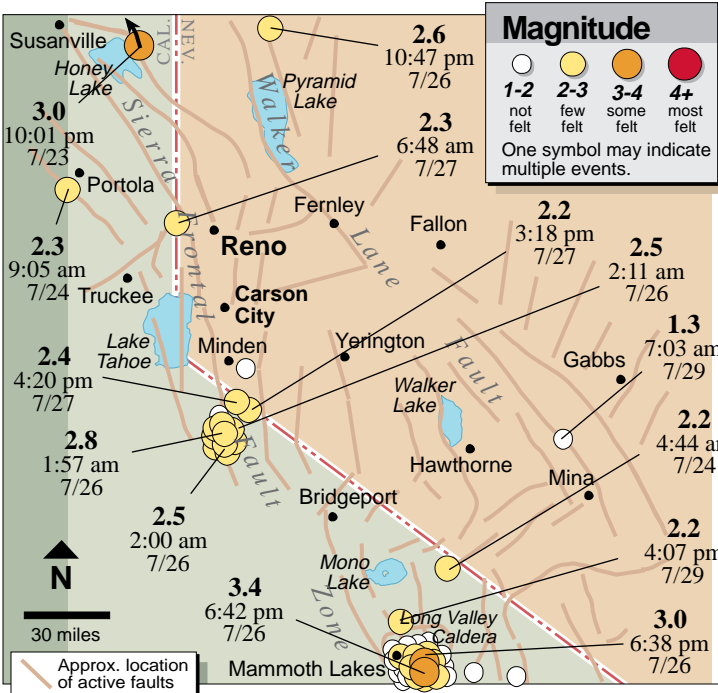 Susanville
Honey
Lake
CAL.
NEV.
2.6
10:47 pm
7/26
Magnitude
1-2
2-3
3-4
4+
not
felt
few
felt
some
felt
most
felt
One symbol may indicate
multiple events.
Pyramid
Lake
3.0
10:01 pm
7/23
2.3
6:48 am
7/27
Portola
Fernley
Fallon
Reno
2.2
3:18 pm
7/27
2.3
9:05 am
7/24
2.5
2:11 am
7/26
Truckee
Carson
City
Lake
Tahoe
Minden
Yerington
1.3
7:03 am
7/29
Gabbs
2.4
4:20 pm
7/27
Walker
Lake
2.2
4:44 am
7/24
2.8
1:57 am
7/26
Hawthorne
Mina
2.5
2:00 am
7/26
Bridgeport
2.2
4:07 pm
7/29
N
30 miles
Mono
Lake
3.4
6:42 pm
7/26
Long Valley
Caldera
3.0
6:38 pm
7/26
Mammoth Lakes
Approx. location
of active faults
Sierra Frontal Fault Zone
Walker Lane Fault